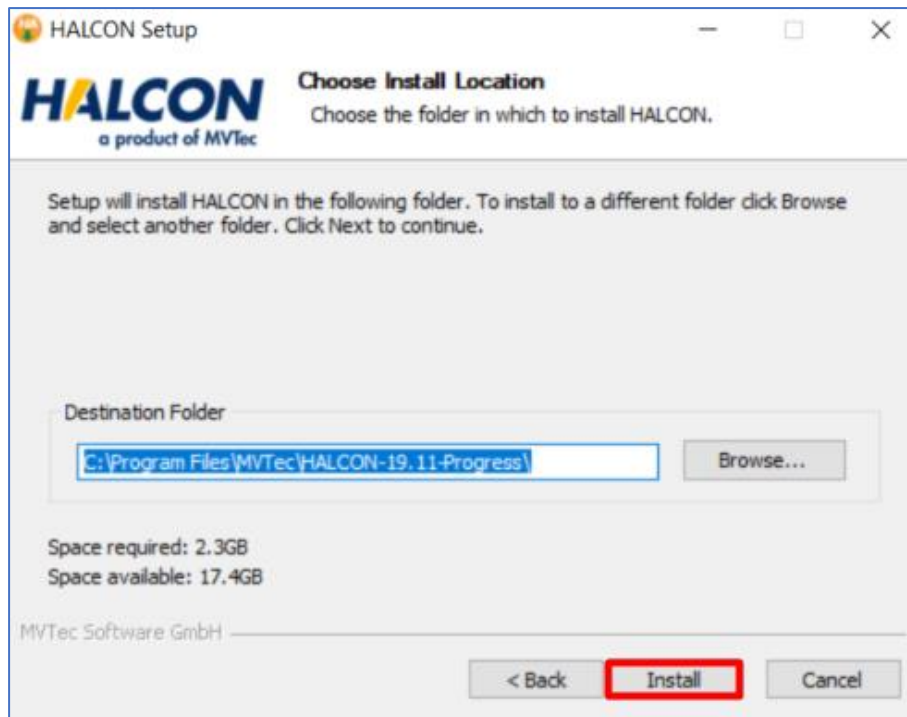 HALCON Setup
HALCON
a product of MVTec
Choose Install Location
Choose the folder in which to install HALCON.
Setup will install HALCON in the following folder. To install to a different folder click Browse
and select another folder. Click Next to continue.
Destination Folder
C:\Program Files\MVTec\HALCON-19.11-Progress\
Browse...
Space required: 2.3GB
Space available: 17.4GB
MVTec Software GmbH
< Back
Install
Cancel